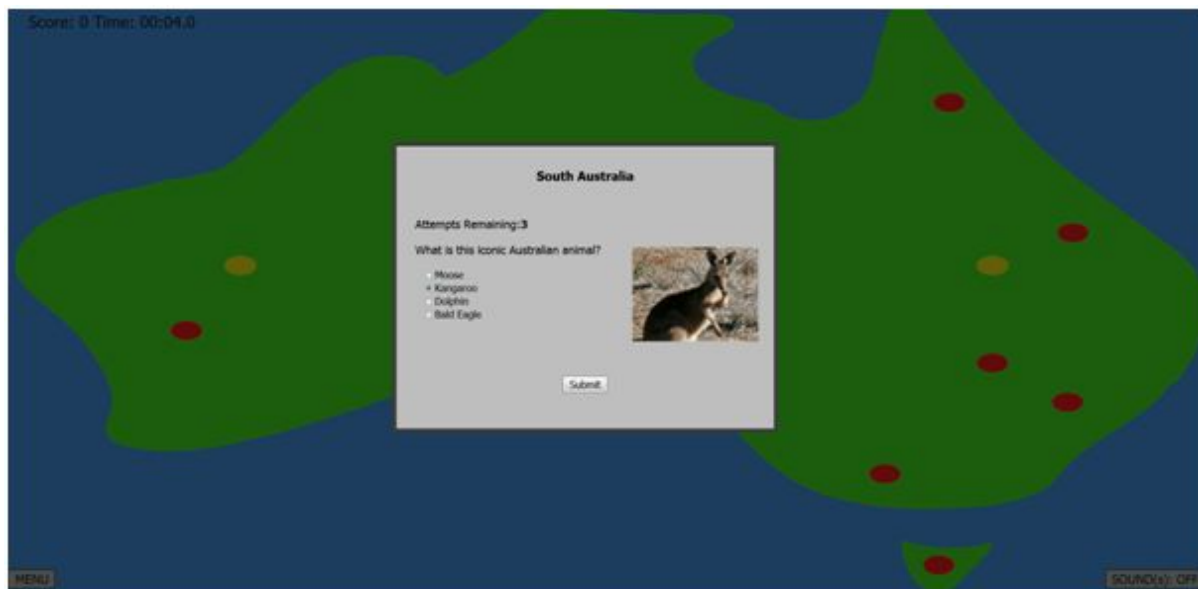 Score: 0 Time: 00:04.0
South Australia
Attempts Remaining:3
What is this iconic Australian animal?
Moose
Kangaroo
Dolphin
Bald Eagle
Submit
MENU
SOUND(s): OFF